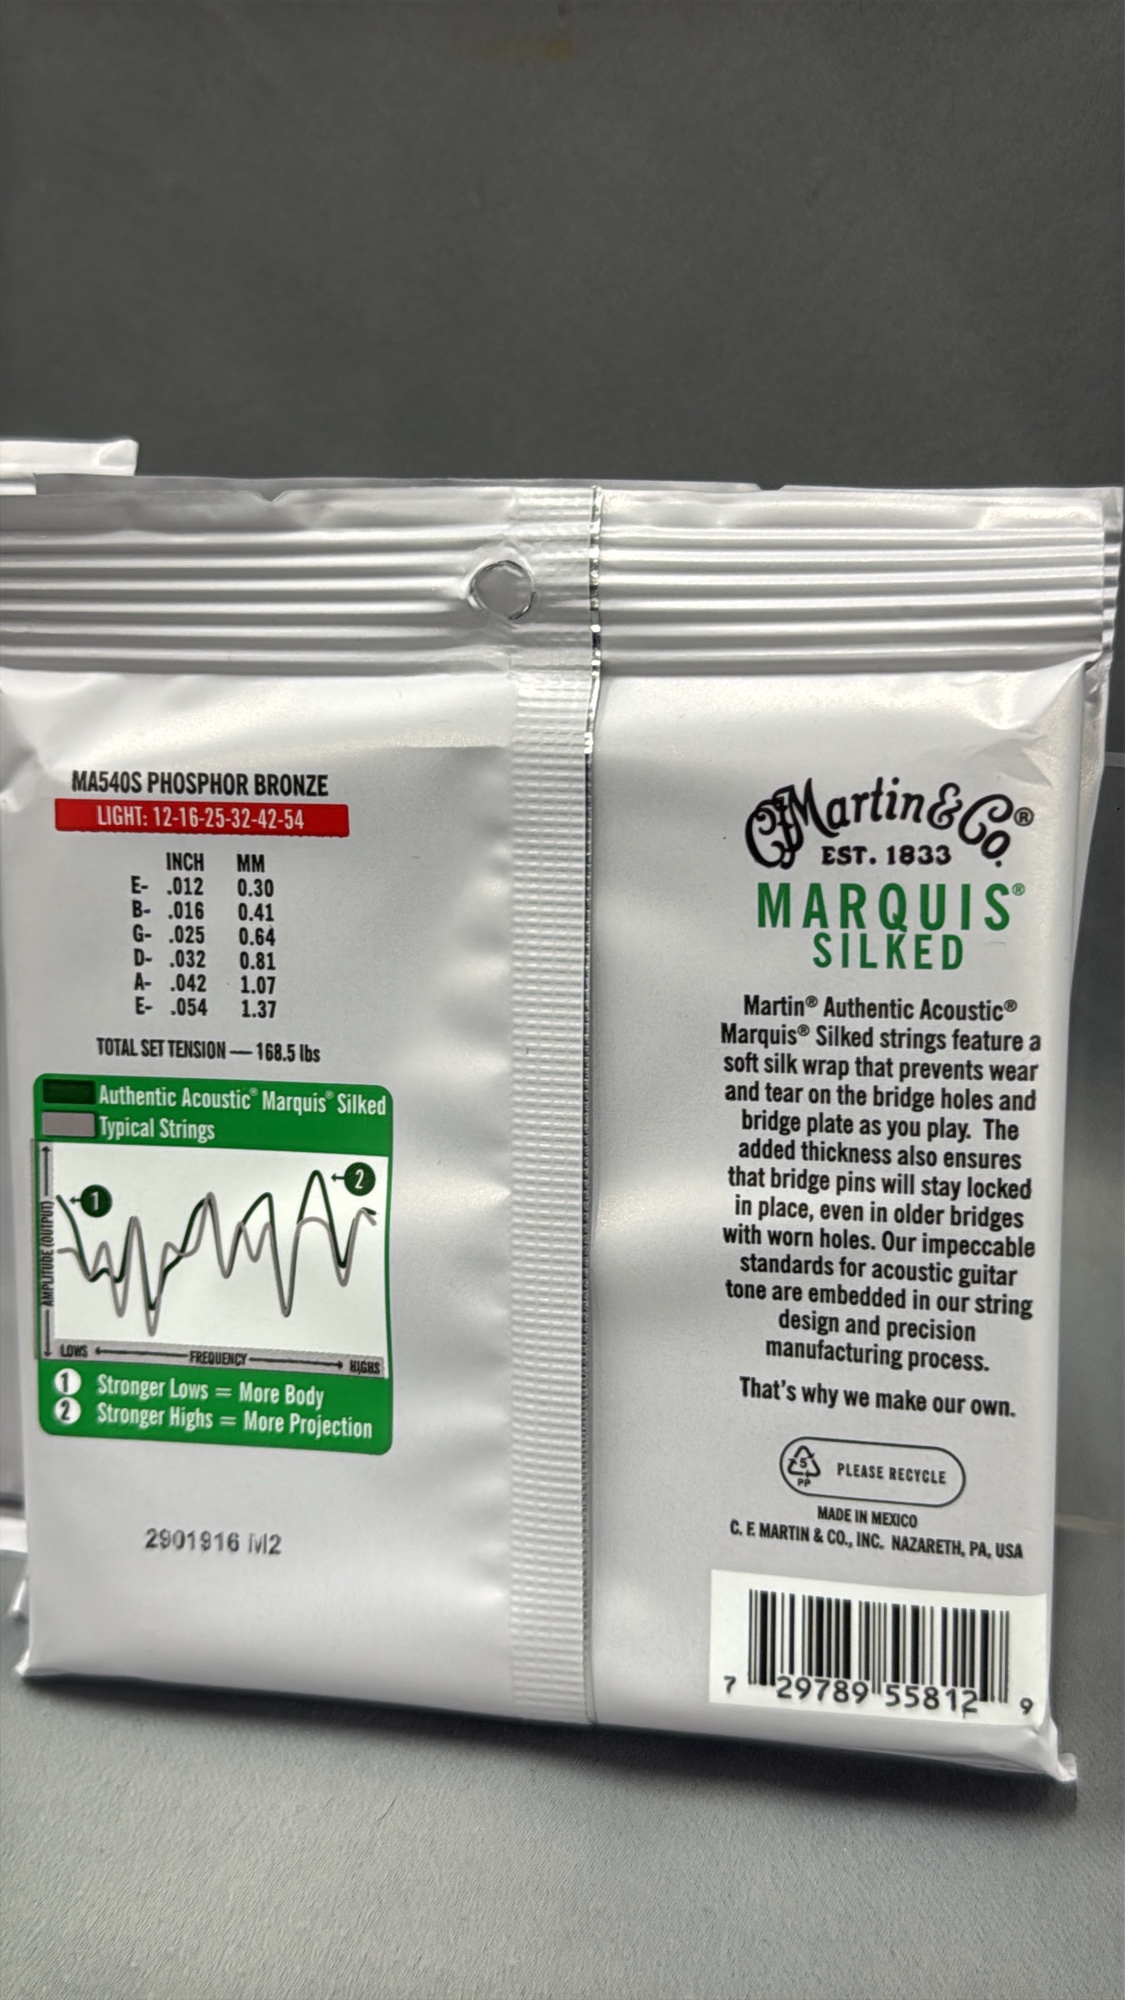 MA540S PHOSPHOR BRONZE
LIGHT: 12-16-25-32-42-54
INCH MM
E- .012 0.30
B- .016 0.41
G- .025 0.64
D- .032 0.81
A- .042 1.07
E- .054 1.37
TOTAL SET TENSION — 168.5 lbs
Authentic Acoustic® Marquis® Silked
Typical Strings
1
2
AMPLITUDE (OUTPUT)
LOWS FREQUENCY HIGHS
1 Stronger Lows = More Body
2 Stronger Highs = More Projection
2901916 M2
CF Martin & Co.®
EST. 1833
MARQUIS®
SILKED
Martin® Authentic Acoustic®
Marquis® Silked strings feature a
soft silk wrap that prevents wear
and tear on the bridge holes and
bridge plate as you play. The
added thickness also ensures
that bridge pins will stay locked
in place, even in older bridges
with worn holes. Our impeccable
standards for acoustic guitar
tone are embedded in our string
design and precision
manufacturing process.
That's why we make our own.
5
PP
PLEASE RECYCLE
MADE IN MEXICO
C. F. MARTIN & CO., INC. NAZARETH, PA, USA
7 29789 55812 9